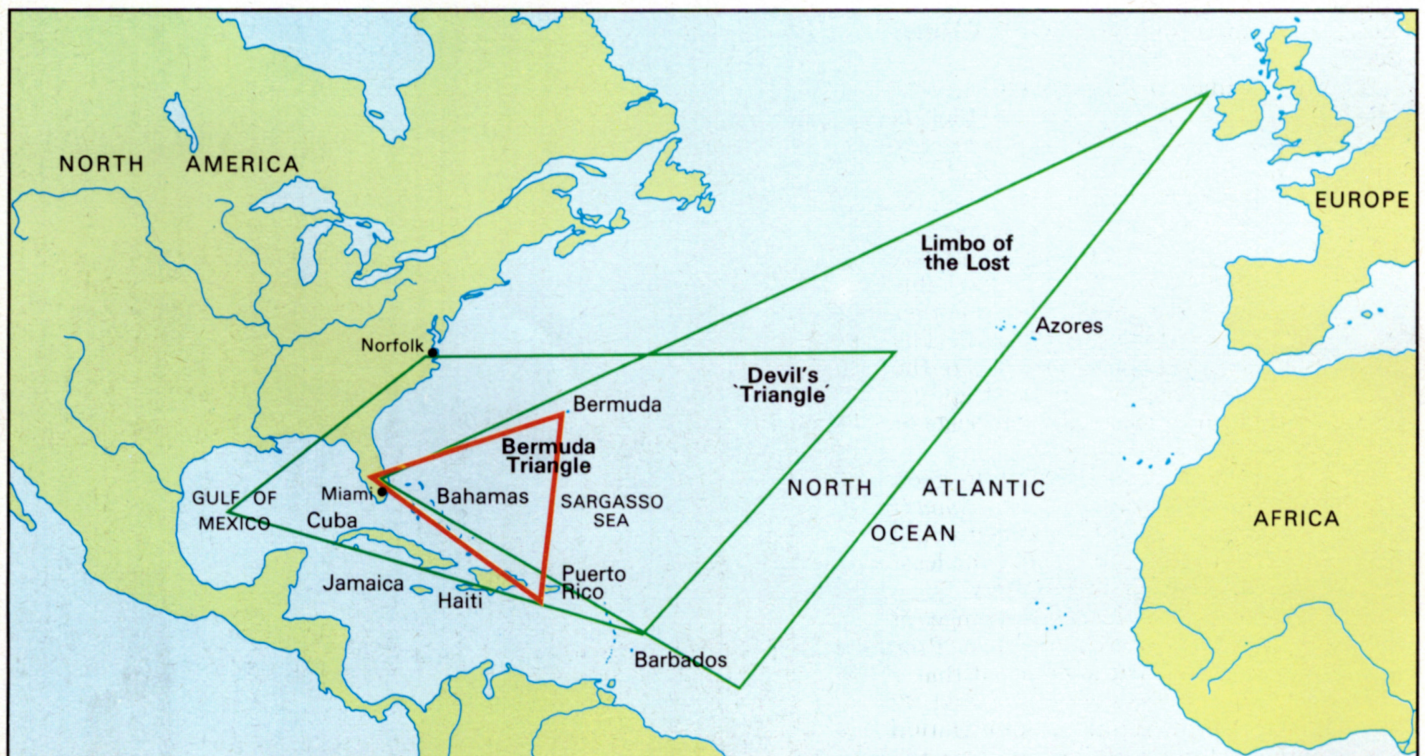 NORTH AMERICA
EUROPE
Limbo of
the Lost
Azores
Norfolk
Devil's
'Triangle'
Bermuda
Bermuda
Triangle
NORTH ATLANTIC
OCEAN
Miami
Bahamas
SARGASSO
SEA
GULF OF
MEXICO
Cuba
AFRICA
Jamaica
Haiti
Puerto
Rico
Barbados